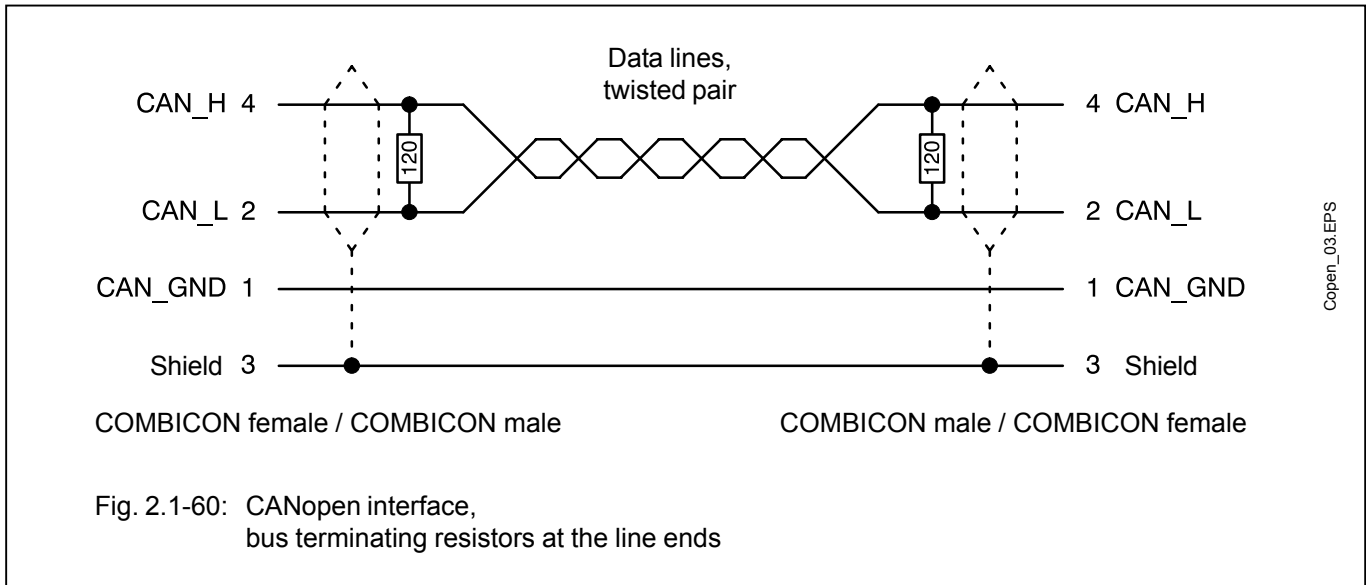 Data lines,
twisted pair
CAN_H 4
120
120
4 CAN_H
CAN_L 2
2 CAN_L
CAN_GND 1
1 CAN_GND
Shield 3
3 Shield
COMBICON female / COMBICON male
COMBICON male / COMBICON female
Copen_03.EPS
Fig. 2.1-60: CANopen interface,
bus terminating resistors at the line ends